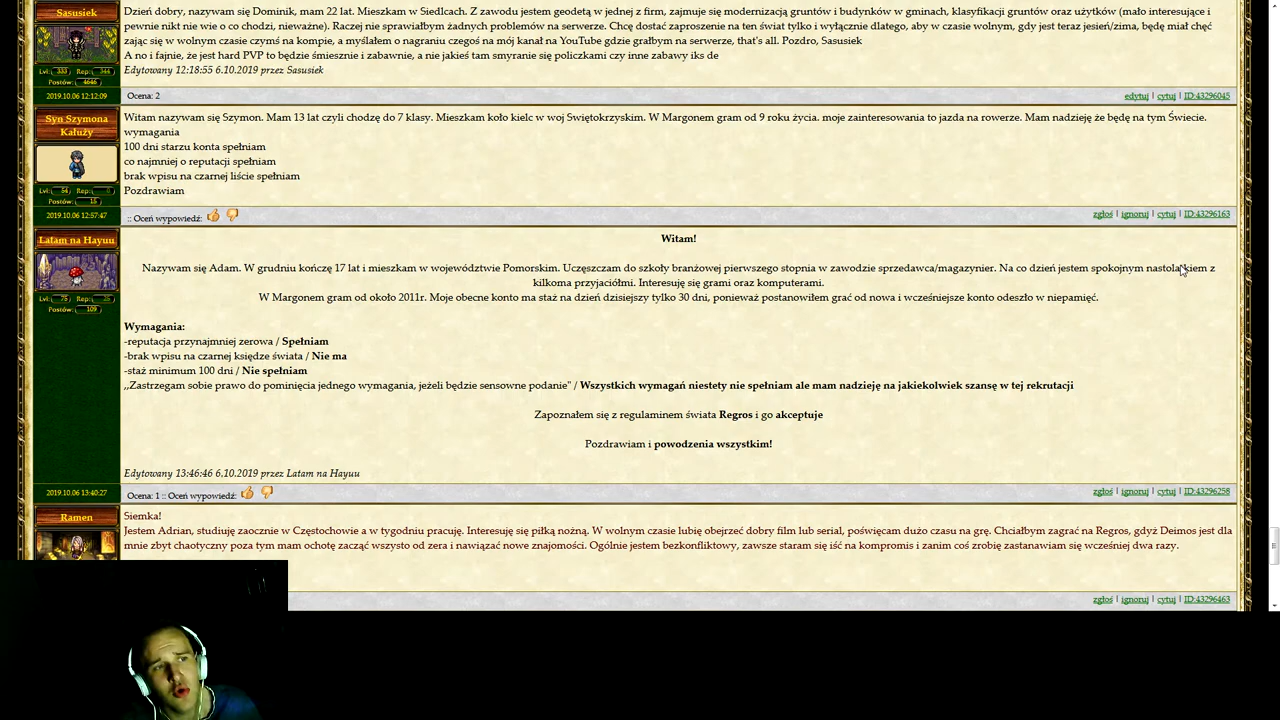 Sasusiek
Dzień dobry, nazywam się Dominik, mam 22 lat. Mieszkam w Siedlcach. Z zawodu jestem geodetą w jednej z firm, zajmuje się modernizacją gruntów i budynków w gminach, klasyfikacji gruntów oraz użytków (mało interesujące i
pewnie nikt nie wie o co chodzi, nieważne). Raczej nie sprawiałbym żadnych problemów na serwerze. Chcę dostać zaproszenie na ten świat tylko i wyłącznie dlatego, aby w czasie wolnym, gdy jest teraz jesień/zima, będę miał chęć
zając się w wolnym czasie czymś na kompie, a myślałem o nagraniu czegoś na mój kanał na YouTube gdzie grałbym na serwerze, that's all. Pozdro, Sasusiek
A no i fajnie, że jest hard PVP to będzie śmiesznie i zabawnie, a nie jakieś tam smyranie się policzkami czy inne zabawy iks de
Edytowany 12:18:55 6.10.2019 przez Sasusiek
Lvl: 333 Rep: 344
Postów: 4646
2019.10.06 12:12:09 Ocena: 2 edytuj | cytuj | ID:43296045
Syn Szymona
Kałuży
Witam nazywam się Szymon. Mam 13 lat czyli chodzę do 7 klasy. Mieszkam koło kielc w woj Swiętokrzyskim. W Margonem gram od 9 roku życia. moje zainteresowania to jazda na rowerze. Mam nadzieję że będę na tym Świecie.
wymagania
100 dni starzu konta spełniam
co najmniej o reputacji spełniam
brak wpisu na czarnej liście spełniam
Pozdrawiam
Lvl: 54 Rep: 0
Postów: 15
2019.10.06 12:57:47 :: Oceń wypowiedź: zgłoś | ignoruj | cytuj | ID:43296163
Latam na Hayuu
Witam!
Nazywam się Adam. W grudniu kończę 17 lat i mieszkam w województwie Pomorskim. Uczęszczam do szkoły branżowej pierwszego stopnia w zawodzie sprzedawca/magazynier. Na co dzień jestem spokojnym nastolatkiem z
kilkoma przyjaciółmi. Interesuję się grami oraz komputerami.
W Margonem gram od około 2011r. Moje obecne konto ma staż na dzień dzisiejszy tylko 30 dni, ponieważ postanowiłem grać od nowa i wcześniejsze konto odeszło w niepamięć.
Lvl: 75 Rep: 25
Postów: 109
Wymagania:
-reputacja przynajmniej zerowa / Spełniam
-brak wpisu na czarnej księdze świata / Nie ma
-staż minimum 100 dni / Nie spełniam
,,Zastrzegam sobie prawo do pominięcia jednego wymagania, jeżeli będzie sensowne podanie" / Wszystkich wymagań niestety nie spełniam ale mam nadzieję na jakiekolwiek szansę w tej rekrutacji
Zapoznałem się z regulaminem świata Regros i go akceptuje
Pozdrawiam i powodzenia wszystkim!
Edytowany 13:46:46 6.10.2019 przez Latam na Hayuu
2019.10.06 13:40:27 Ocena: 1 :: Oceń wypowiedź: zgłoś | ignoruj | cytuj | ID:43296258
Ramen
Siemka!
Jestem Adrian, studiuję zaocznie w Częstochowie a w tygodniu pracuję. Interesuję się piłką nożną. W wolnym czasie lubię obejrzeć dobry film lub serial, poświęcam dużo czasu na grę. Chciałbym zagrać na Regros, gdyż Deimos jest dla
mnie zbyt chaotyczny poza tym mam ochotę zacząć wszysto od zera i nawiązać nowe znajomości. Ogólnie jestem bezkonfliktowy, zawsze staram się iść na kompromis i zanim coś zrobię zastanawiam się wcześniej dwa razy.
zgłoś | ignoruj | cytuj | ID:43296463